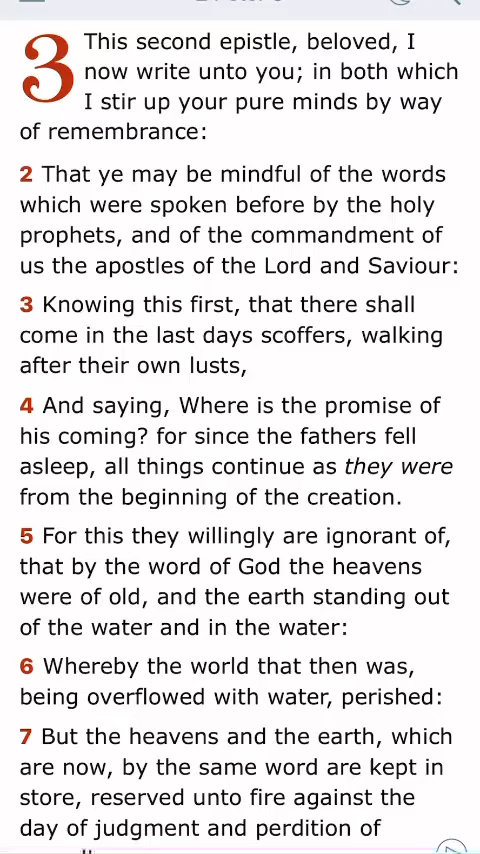 3 This second epistle, beloved, I
now write unto you; in both which
I stir up your pure minds by way
of remembrance:
2 That ye may be mindful of the words
which were spoken before by the holy
prophets, and of the commandment of
us the apostles of the Lord and Saviour:
3 Knowing this first, that there shall
come in the last days scoffers, walking
after their own lusts,
4 And saying, Where is the promise of
his coming? for since the fathers fell
asleep, all things continue as they were
from the beginning of the creation.
5 For this they willingly are ignorant of,
that by the word of God the heavens
were of old, and the earth standing out
of the water and in the water:
6 Whereby the world that then was,
being overflowed with water, perished:
7 But the heavens and the earth, which
are now, by the same word are kept in
store, reserved unto fire against the
day of judgment and perdition of